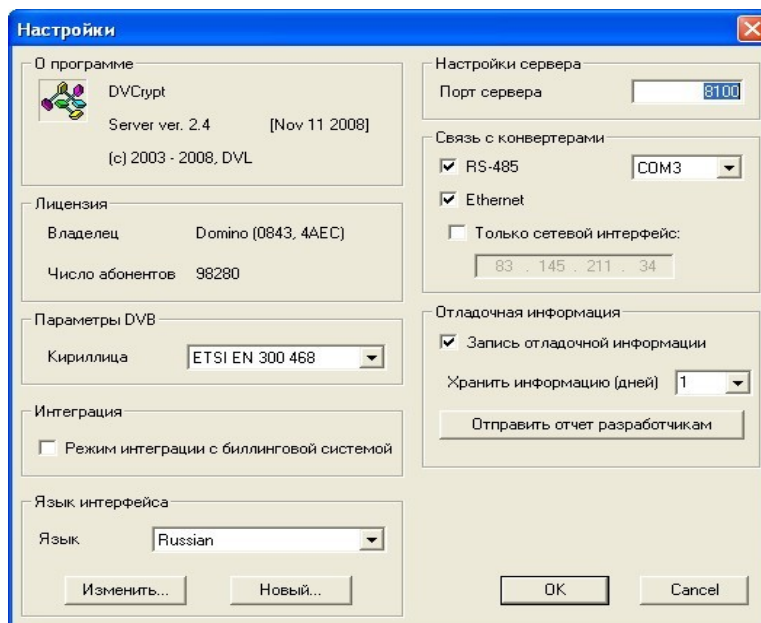 Настройки
О программе
DVCrypt
Server ver. 2.4 [Nov 11 2008]
(c) 2003 - 2008, DVL
Лицензия
Владелец Domino (0843, 4AEC)
Число абонентов 98280
Параметры DVB
Кириллица ETSI EN 300 468
Интеграция
Режим интеграции с биллинговой системой
Язык интерфейса
Язык Russian
Изменить... Новый...
Настройки сервера
Порт сервера 8100
Связь с конвертерами
RS-485 COM3
Ethernet
Только сетевой интерфейс:
83 . 145 . 211 . 34
Отладочная информация
Запись отладочной информации
Хранить информацию (дней) 1
Отправить отчет разработчикам
OK Cancel